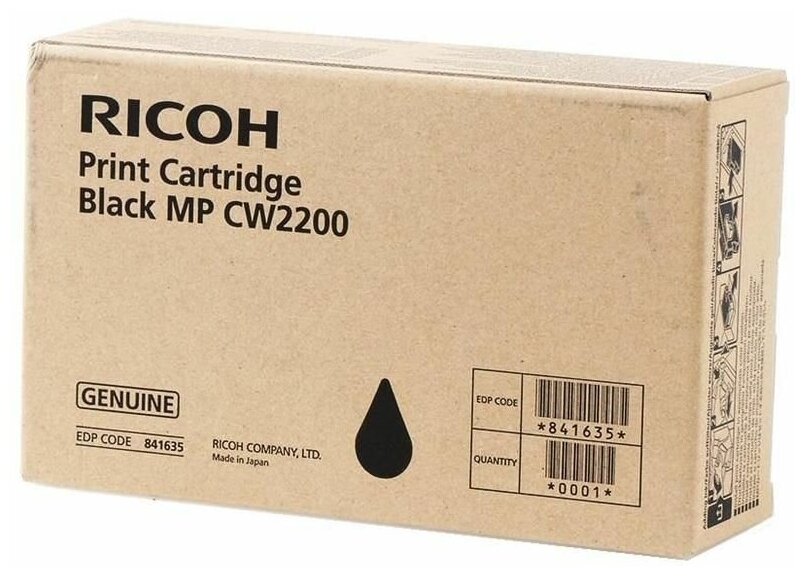 RICOH
Print Cartridge
Black MP CW2200
GENUINE
EDP CODE 841635
RICOH COMPANY, LTD.
Made in Japan
EDP CODE
*841635*
QUANTITY
*0001*